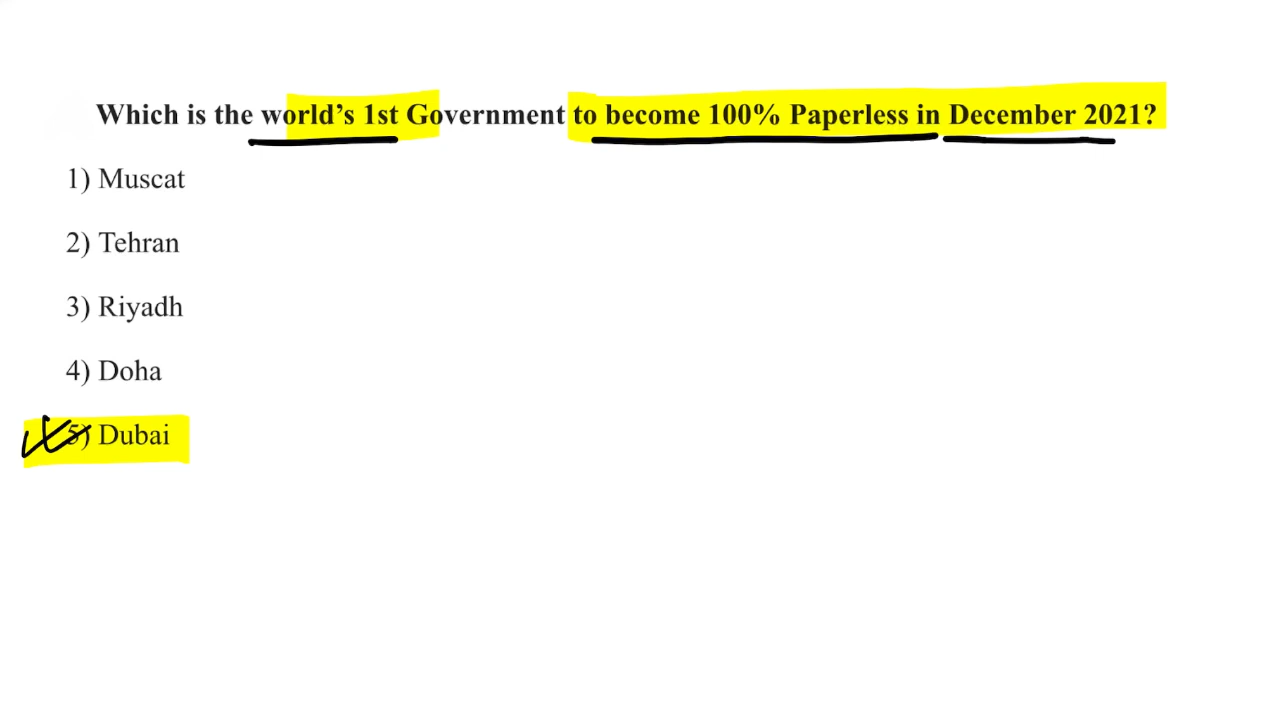 Which is the world’s 1st Government to become 100% Paperless in December 2021?
1) Muscat
2) Tehran
3) Riyadh
4) Doha
5) Dubai